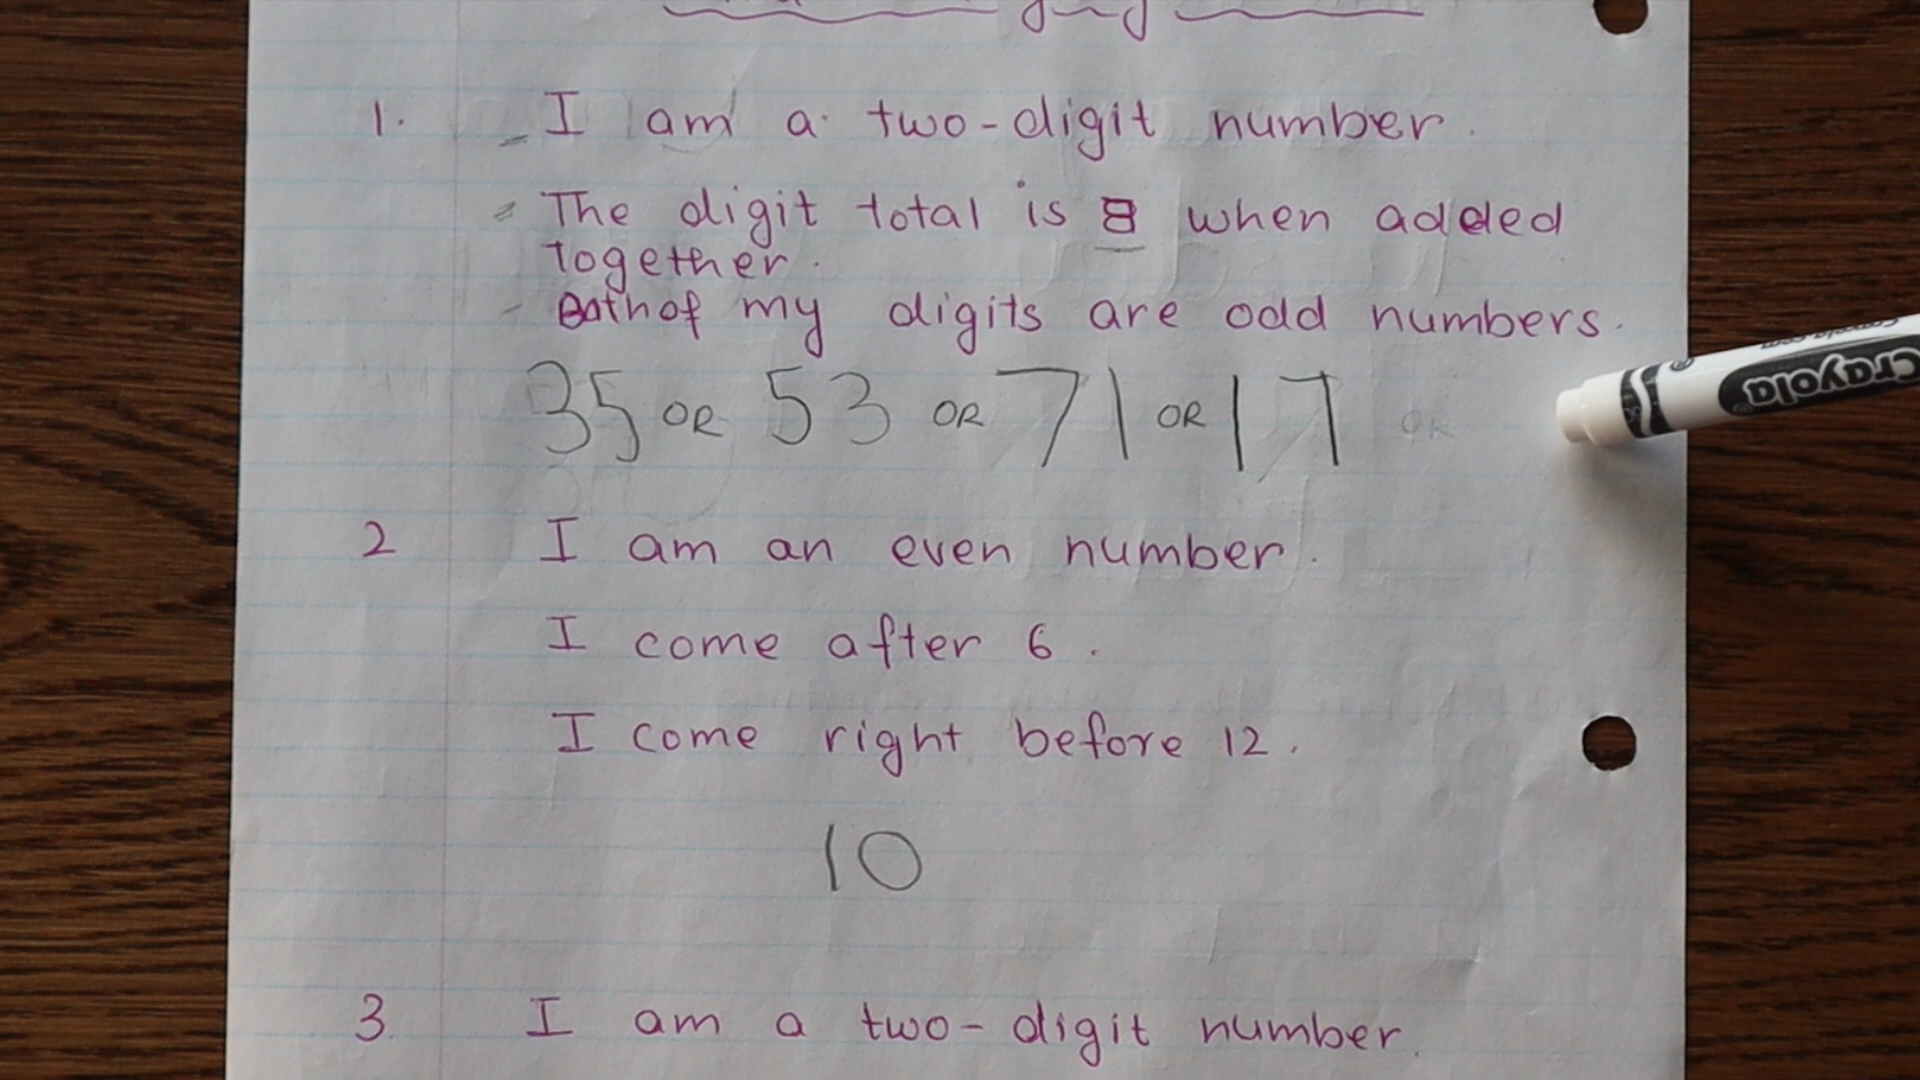 1. - I am a two-digit number.
- The digit total is 8 when added
together.
- Both of my digits are odd numbers.
35 OR 53 OR 71 OR 17 OR
Crayola
2 I am an even number.
I come after 6.
I come right before 12.
10
3. I am a two-digit number.